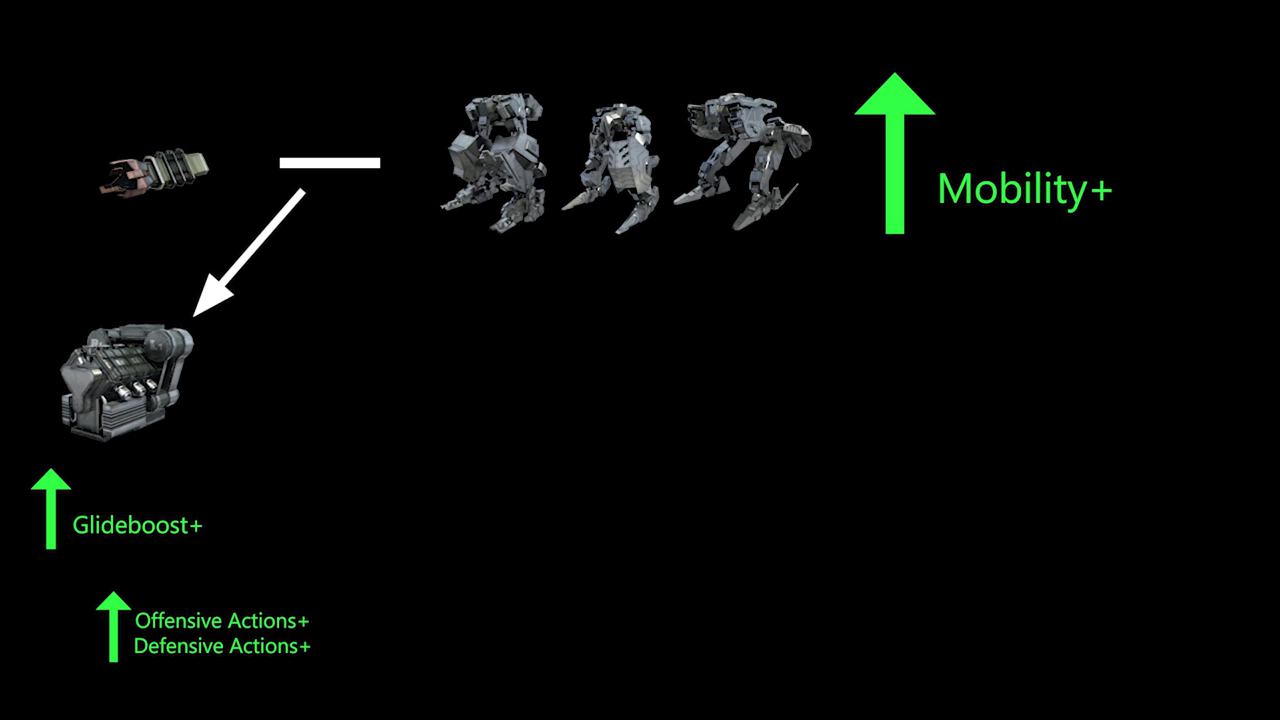 Mobility+
Glideboost+
Offensive Actions+
Defensive Actions+